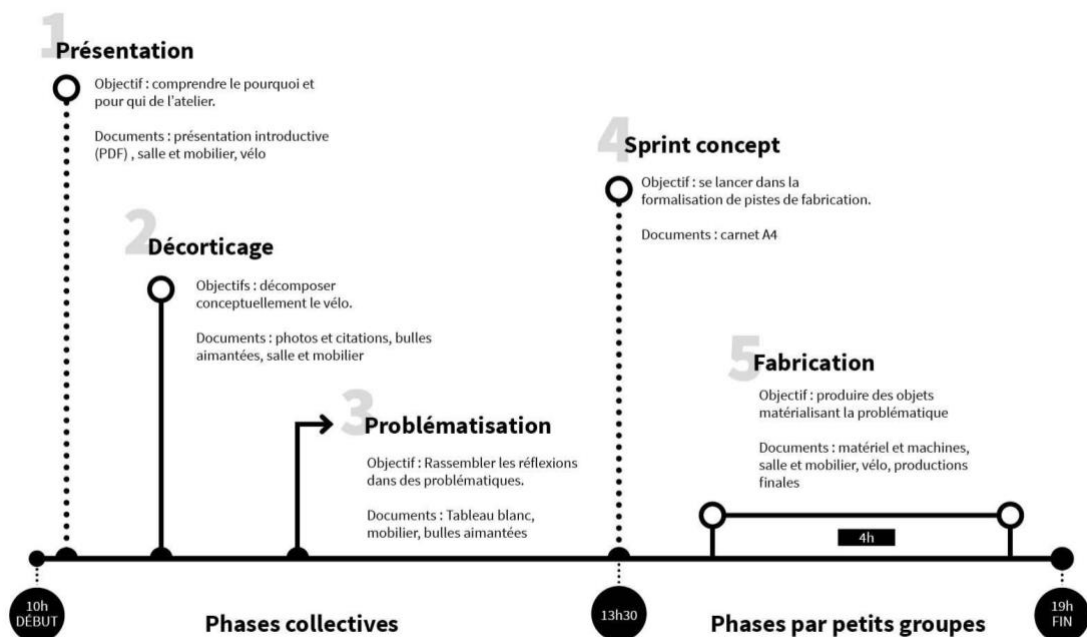 1
Présentation
Objectif : comprendre le pourquoi et
pour qui de l'atelier.
Documents : présentation introductive
(PDF) , salle et mobilier, vélo
2
Décorticage
Objectifs : décomposer
conceptuellement le vélo.
Documents : photos et citations, bulles
aimantées, salle et mobilier
3
Problématisation
Objectif : Rassembler les réflexions
dans des problématiques.
Documents : Tableau blanc,
mobilier, bulles aimantées
4
Sprint concept
Objectif : se lancer dans la
formalisation de pistes de fabrication.
Documents : carnet A4
5
Fabrication
Objectif : produire des objets
matérialisant la problématique
Documents : matériel et machines,
salle et mobilier, vélo, productions
finales
4h
10h
DÉBUT
Phases collectives
13h30
Phases par petits groupes
19h
FIN